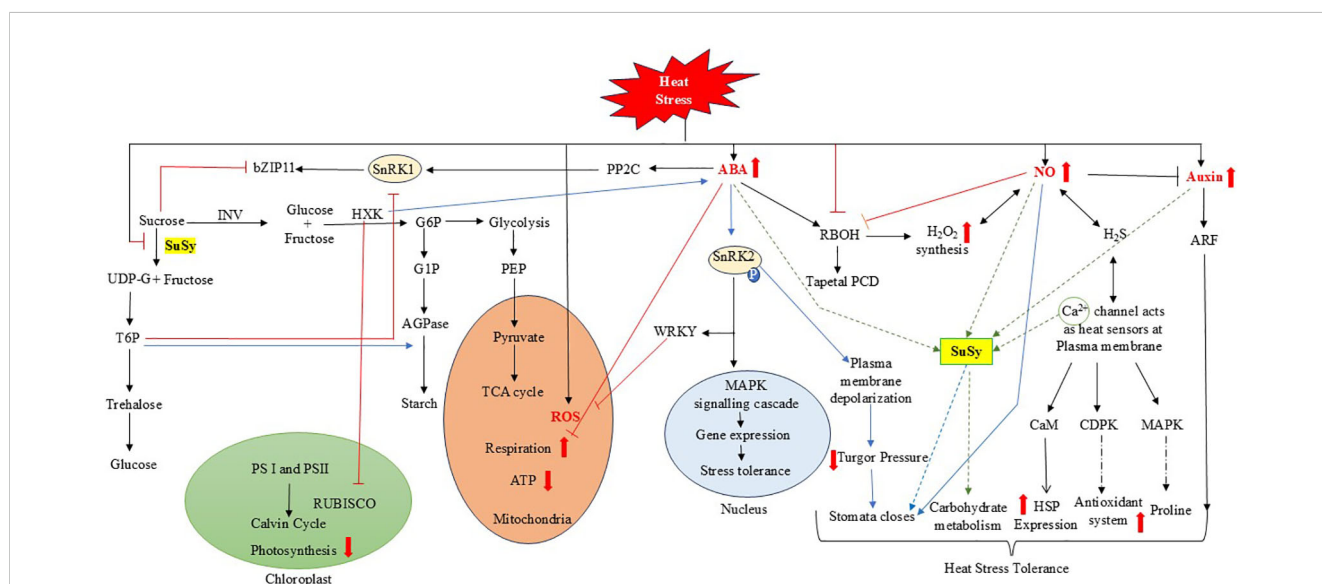 Heat
Stress
bZIP11
SnRK1
PP2C
ABA
NO
Auxin
Sucrose
INV
Glucose
+
Fructose
HXK
G6P
Glycolysis
RBOH
H2O2
synthesis
H2S
ARF
SuSy
UDP-G+ Fructose
G1P
PEP
SnRK2
P
Tapetal PCD
T6P
AGPase
Pyruvate
WRKY
SuSy
Ca2+ channel acts
as heat sensors at
Plasma membrane
Plasma
membrane
depolarization
Trehalose
Starch
TCA cycle
ROS
MAPK
signalling cascade
Gene expression
Stress tolerance
Nucleus
Glucose
PS I and PSII
RUBISCO
Calvin Cycle
Photosynthesis
Chloroplast
Respiration
ATP
Mitochondria
Turgor Pressure
Stomata closes
Carbohydrate
metabolism
CaM
CDPK
MAPK
HSP
Expression
Antioxidant
system
Proline
Heat Stress Tolerance